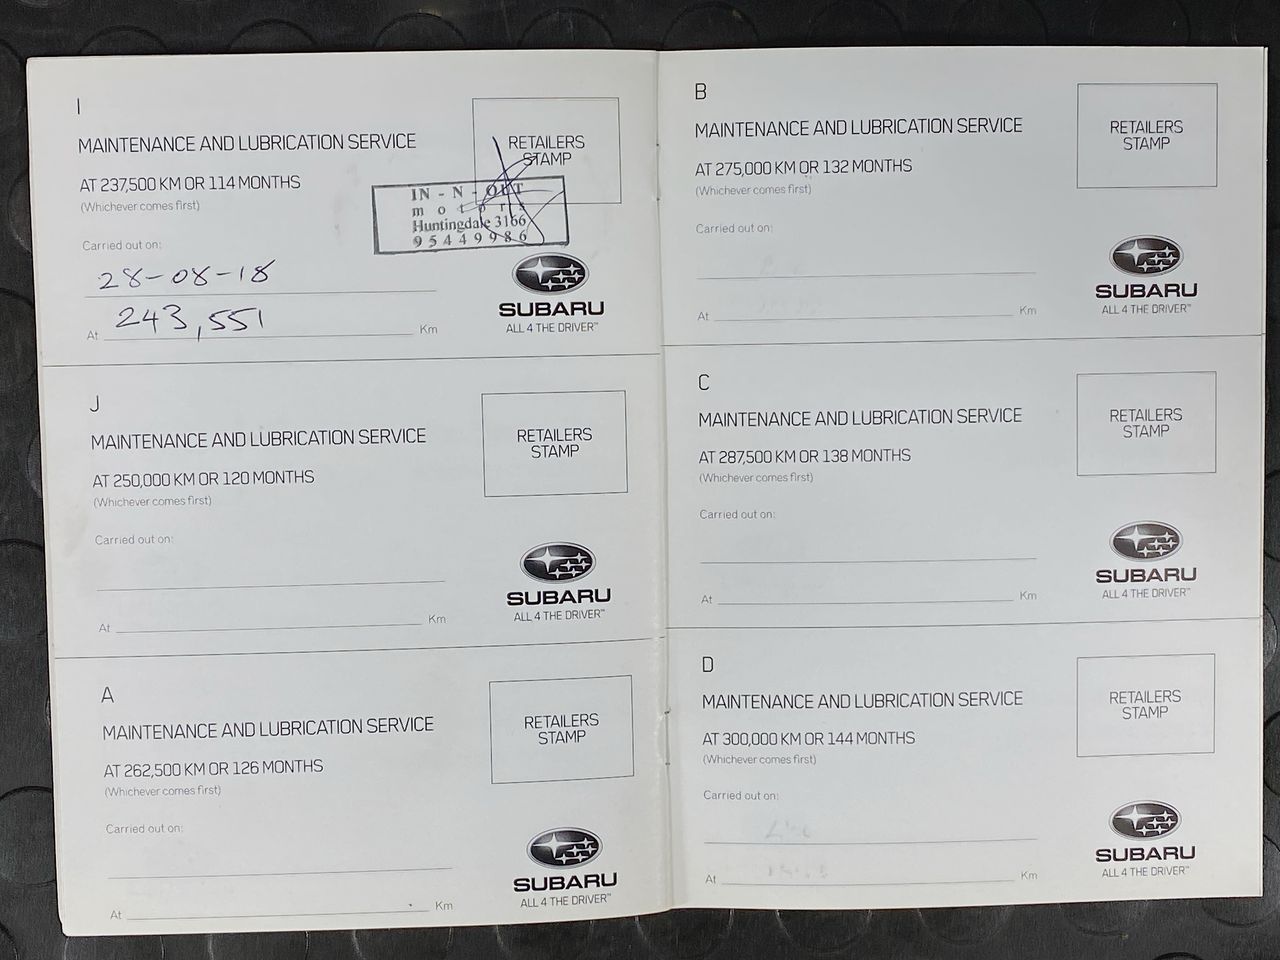 I
MAINTENANCE AND LUBRICATION SERVICE
AT 237,500 KM OR 114 MONTHS
(Whichever comes first)
RETAILERS
STAMP
IN - N - OUT
motors
Huntingdale 3166
95449986
Carried out on:
28-08-18
At 243,551 Km
SUBARU
ALL 4 THE DRIVER™
J
MAINTENANCE AND LUBRICATION SERVICE
AT 250,000 KM OR 120 MONTHS
(Whichever comes first)
RETAILERS
STAMP
Carried out on:
At Km
SUBARU
ALL 4 THE DRIVER™
A
MAINTENANCE AND LUBRICATION SERVICE
AT 262,500 KM OR 126 MONTHS
(Whichever comes first)
RETAILERS
STAMP
Carried out on:
At Km
SUBARU
ALL 4 THE DRIVER™
B
MAINTENANCE AND LUBRICATION SERVICE
AT 275,000 KM OR 132 MONTHS
(Whichever comes first)
RETAILERS
STAMP
Carried out on:
At Km
SUBARU
ALL 4 THE DRIVER™
C
MAINTENANCE AND LUBRICATION SERVICE
AT 287,500 KM OR 138 MONTHS
(Whichever comes first)
RETAILERS
STAMP
Carried out on:
At Km
SUBARU
ALL 4 THE DRIVER™
D
MAINTENANCE AND LUBRICATION SERVICE
AT 300,000 KM OR 144 MONTHS
(Whichever comes first)
RETAILERS
STAMP
Carried out on:
At Km
SUBARU
ALL 4 THE DRIVER™